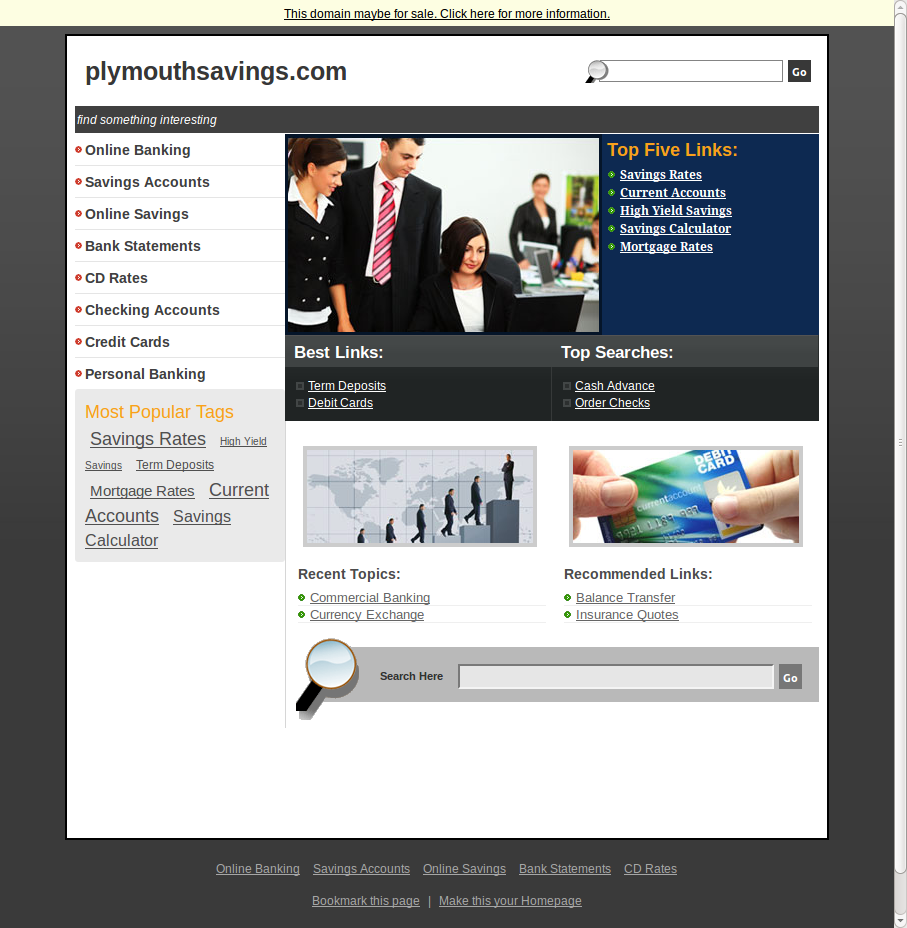 This domain maybe for sale. Click here for more information.
plymouthsavings.com
Go
find something interesting
Online Banking
Savings Accounts
Online Savings
Bank Statements
CD Rates
Checking Accounts
Credit Cards
Personal Banking
Most Popular Tags
Savings Rates High Yield
Savings Term Deposits
Mortgage Rates Current
Accounts Savings
Calculator
Top Five Links:
Savings Rates
Current Accounts
High Yield Savings
Savings Calculator
Mortgage Rates
Best Links:
Term Deposits
Debit Cards
Top Searches:
Cash Advance
Order Checks
DEBIT
CARD
currentaccount
Recent Topics:
Commercial Banking
Currency Exchange
Recommended Links:
Balance Transfer
Insurance Quotes
Search Here
Go
Online Banking Savings Accounts Online Savings Bank Statements CD Rates
Bookmark this page | Make this your Homepage